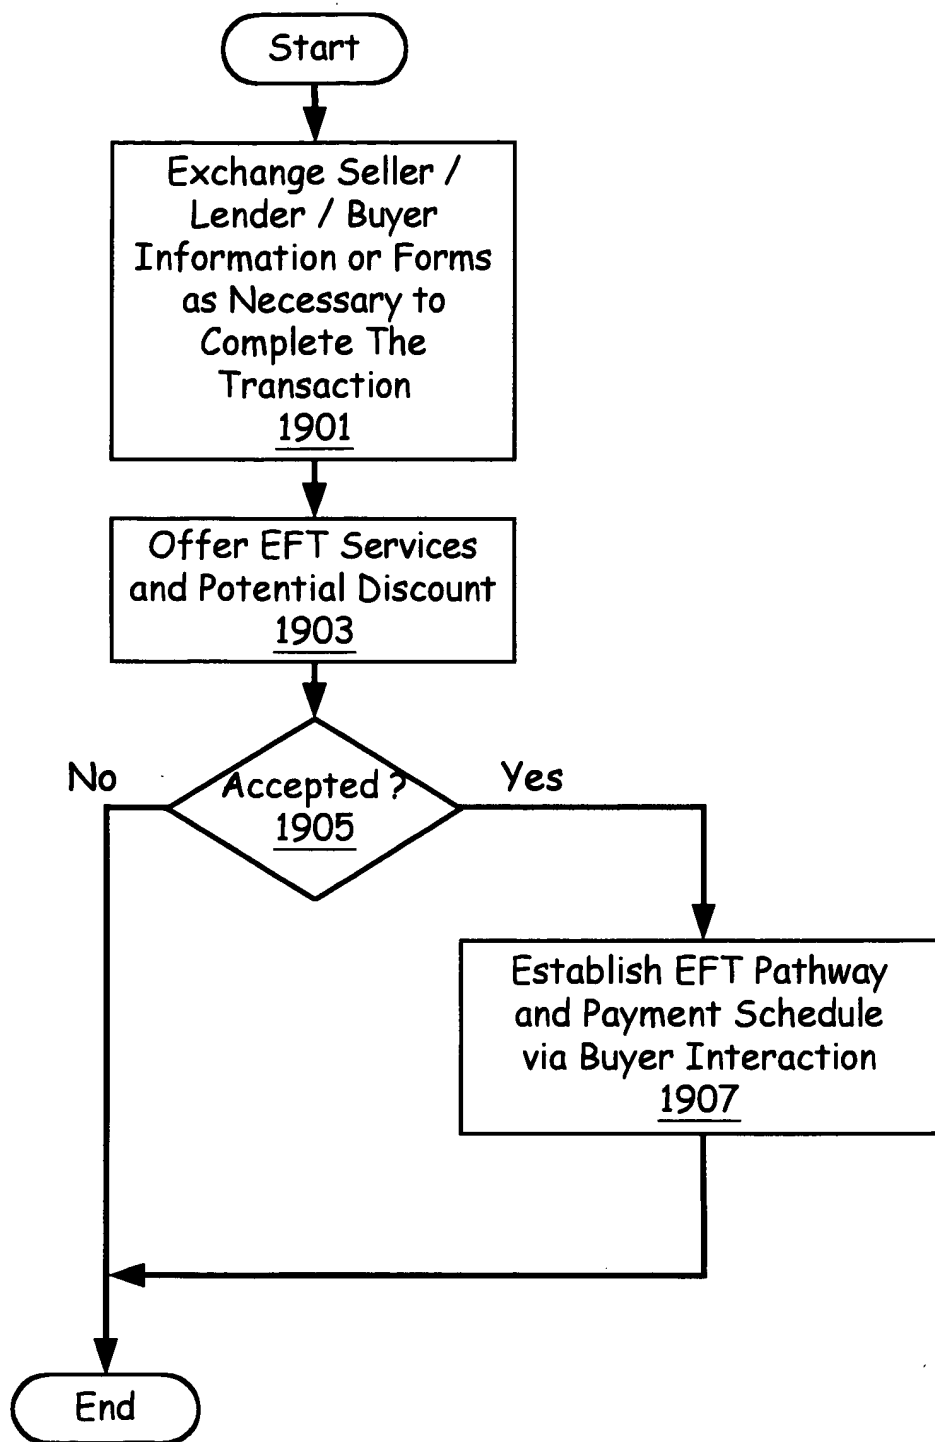 Start
Exchange Seller /
Lender / Buyer
Information or Forms
as Necessary to
Complete The
Transaction
1901
Offer EFT Services
and Potential Discount
1903
No
Accepted ?
Yes
1905
Establish EFT Pathway
and Payment Schedule
via Buyer Interaction
1907
End